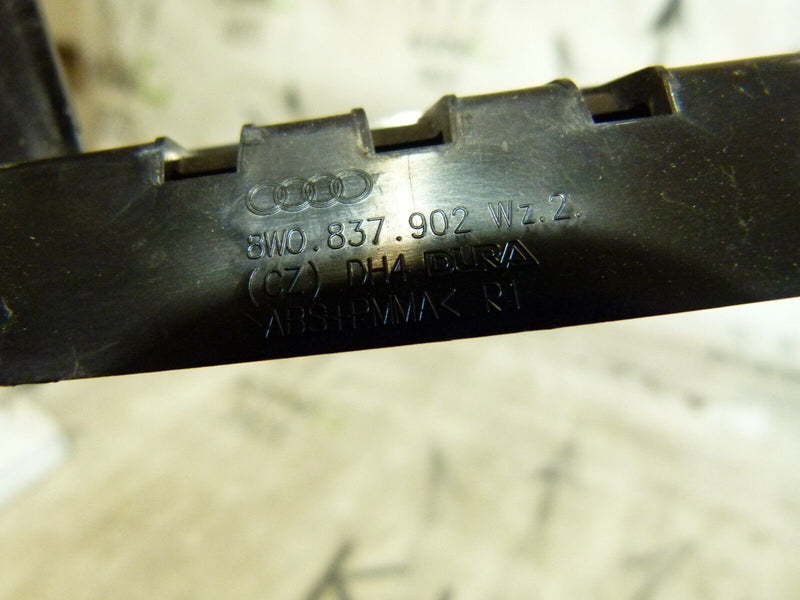 8W0.837.902 Wz.2.
(CZ) DH4 DURA
>ABS+PMMA< R1